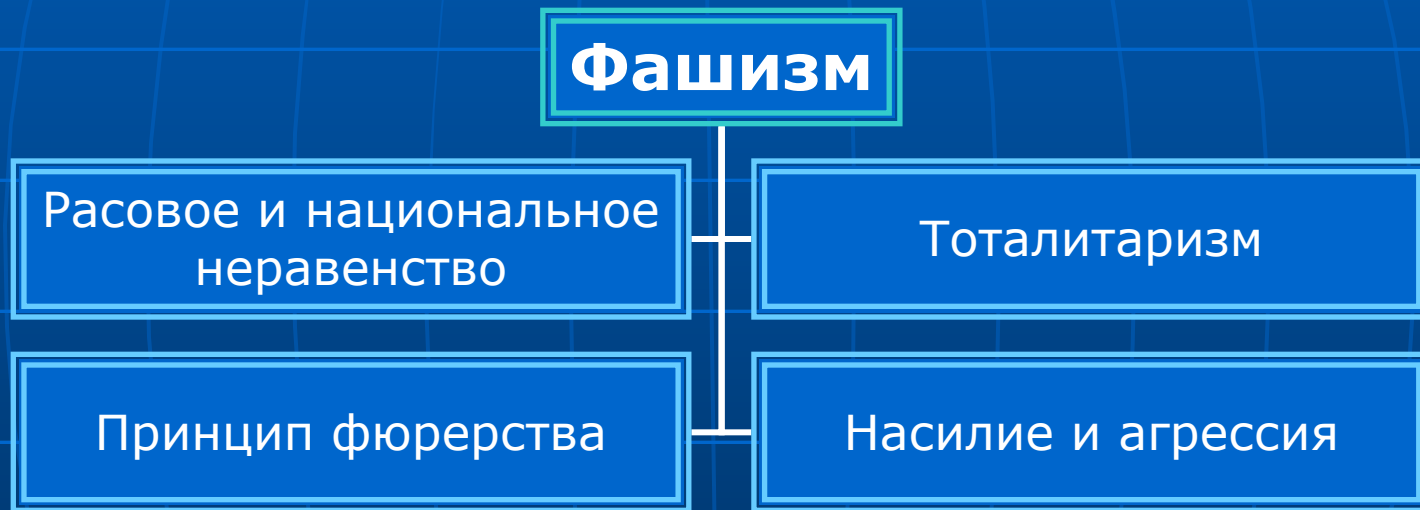 Фашизм
Расовое и национальное
неравенство
Тоталитаризм
Принцип фюрерства
Насилие и агрессия